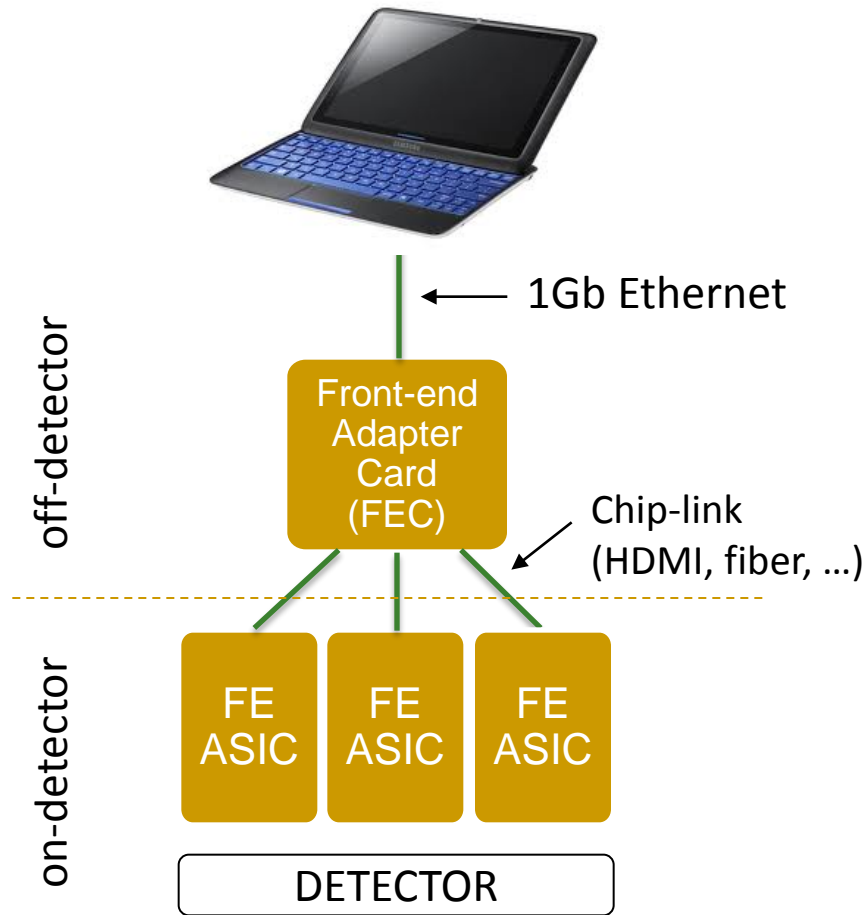 1Gb Ethernet
off-detector
Front-end
Adapter
Card
(FEC)
Chip-link
(HDMI, fiber, …)
on-detector
FE
ASIC
FE
ASIC
FE
ASIC
DETECTOR